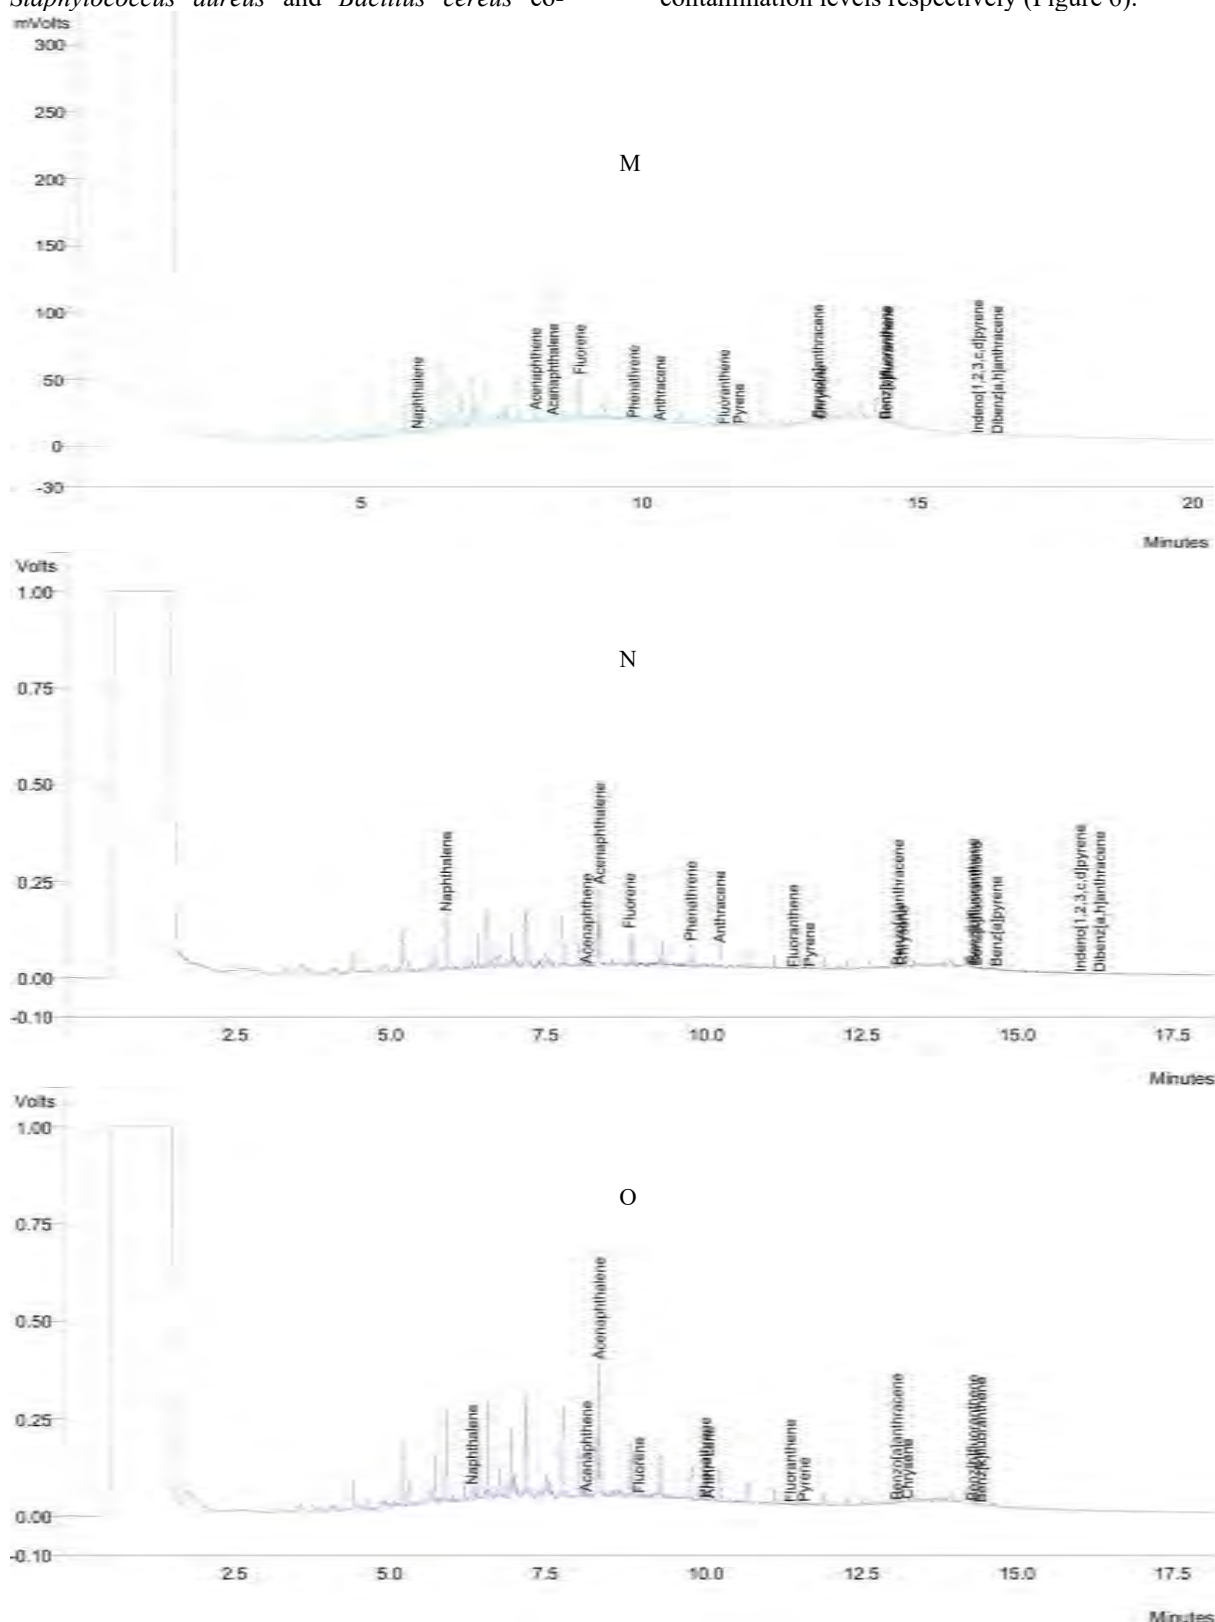 Staphylococcus aureus and Bacillus cereus co-
contamination levels respectively (Figure 6).
mVolts
300
250
200
150
100
50
0
-30
M
Naphthalene
Acenaphthene
Acenaphthalene
Fluorene
Phenathrene
Anthracene
Fluoranthene
Pyrene
Indeno[1,2,3,c,d]pyrene
Dibenz[a,h]anthracene
5
10
15
20
Minutes
Volts
1.00
0.75
0.50
0.25
0.00
-0.10
N
Naphthalene
Acenaphthene
Acenaphthalene
Fluorene
Phenathrene
Anthracene
Fluoranthene
Pyrene
Benz[a]pyrene
Indeno[1,2,3,c,d]pyrene
Dibenz[a,h]anthracene
2.5
5.0
7.5
10.0
12.5
15.0
17.5
Minutes
Volts
1.00
0.75
0.50
0.25
0.00
-0.10
O
Naphthalene
Acenaphthene
Acenaphthalene
Fluorene
Fluoranthene
Pyrene
Benzo(a)anthracene
Chrysene
2.5
5.0
7.5
10.0
12.5
15.0
17.5
Minutes